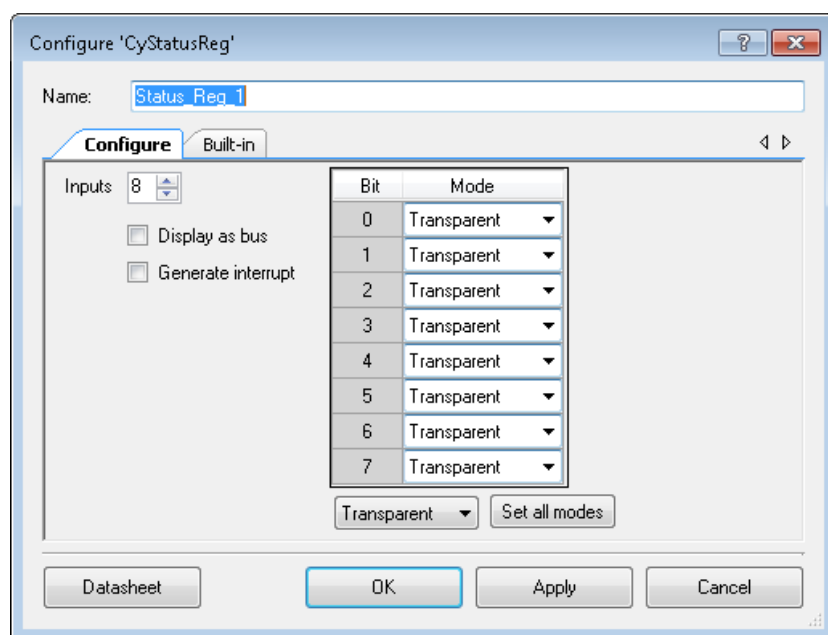 Configure 'CyStatusReg'
?
Name: Status_Reg_1
Configure Built-in
Inputs 8
Display as bus
Generate interrupt
Bit Mode
0 Transparent
1 Transparent
2 Transparent
3 Transparent
4 Transparent
5 Transparent
6 Transparent
7 Transparent
Transparent Set all modes
Datasheet OK Apply Cancel